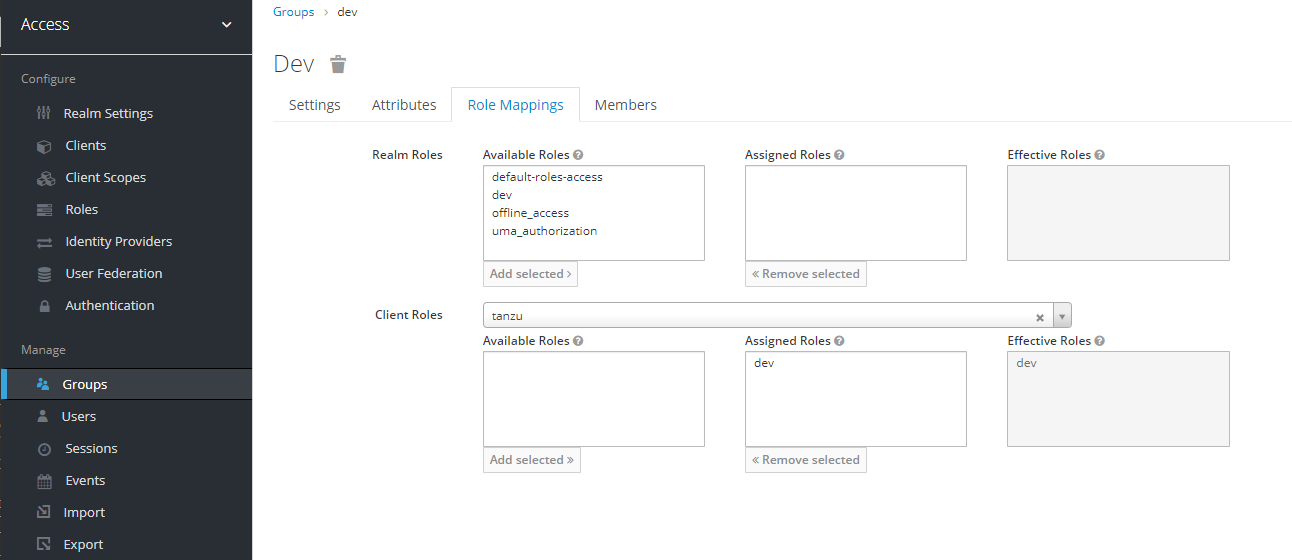 Access
Configure
Realm Settings
Clients
Client Scopes
Roles
Identity Providers
User Federation
Authentication
Manage
Groups
Users
Sessions
Events
Import
Export
Groups > dev
Dev
Settings Attributes Role Mappings Members
Realm Roles
Available Roles ?
default-roles-access
dev
offline_access
uma_authorization
Add selected >
Assigned Roles ?
« Remove selected
Effective Roles ?
Client Roles
tanzu ×
Available Roles ?
Add selected »
Assigned Roles ?
dev
« Remove selected
Effective Roles ?
dev